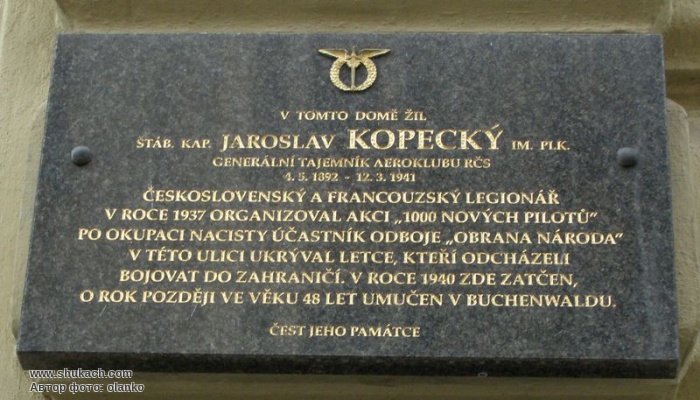 V TOMTO DOMĚ ŽIL
ŠTÁB. KAP. JAROSLAV KOPECKÝ IM. PLK.
GENERÁLNÍ TAJEMNÍK AEROKLUBU RČS
4. 5. 1892 - 12. 3. 1941
ČESKOSLOVENSKÝ A FRANCOUZSKÝ LEGIONÁŘ
V ROCE 1937 ORGANIZOVAL AKCI „1000 NOVÝCH PILOTŮ"
PO OKUPACI NACISTY ÚČASTNÍK ODBOJE „OBRANA NÁRODA"
V TÉTO ULICI UKRÝVAL LETCE, KTEŘÍ ODCHÁZELI
BOJOVAT DO ZAHRANIČÍ. V ROCE 1940 ZDE ZATČEN,
O ROK POZDĚJI VE VĚKU 48 LET UMUČEN V BUCHENWALDU.
ČEST JEHO PAMÁTCE
www.shukach.com
Автор фото: olanko